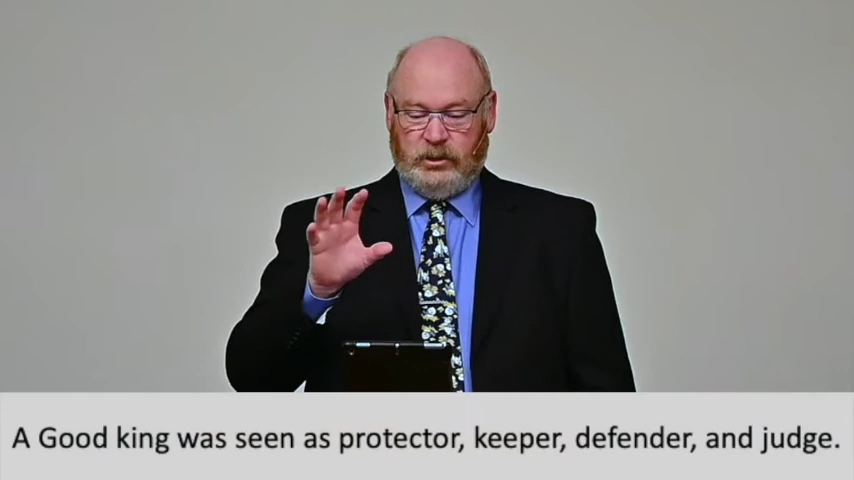 A Good king was seen as protector, keeper, defender, and judge.